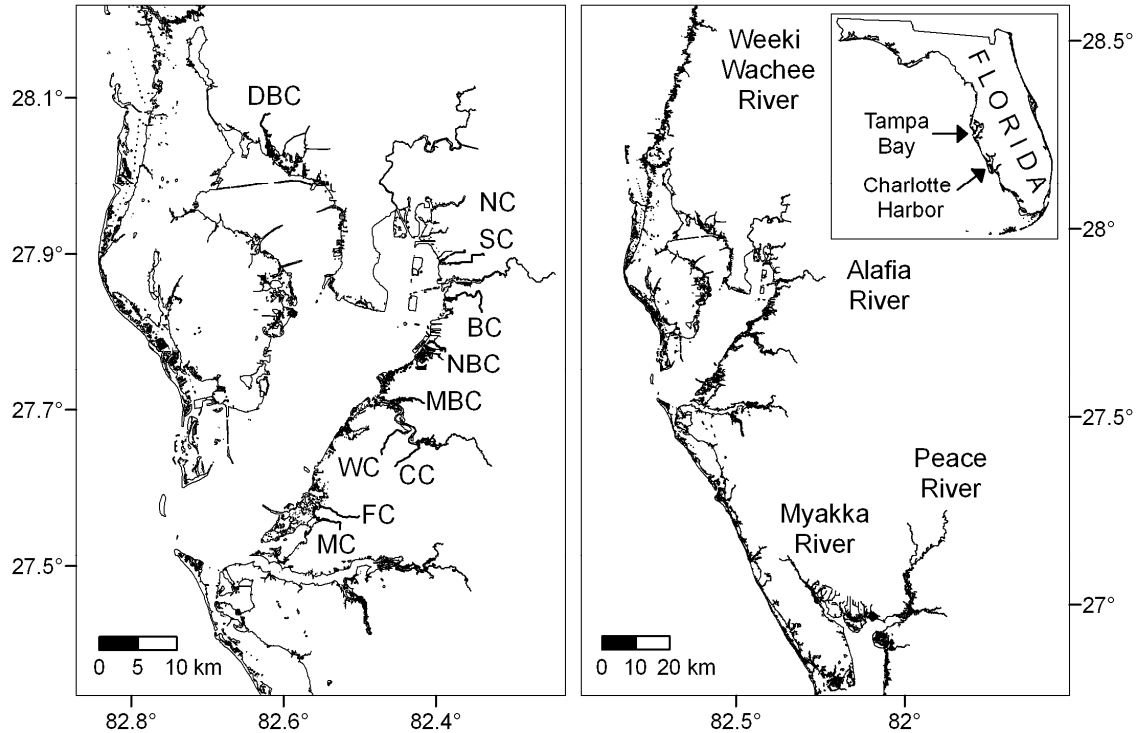 28.1°
27.9°
27.7°
27.5°
82.8°
82.6°
82.4°
DBC
NC
SC
BC
NBC
MBC
WC
CC
FC
MC
0 5 10 km
Weeki
Wachee
River
Alafia
River
Peace
River
Myakka
River
0 10 20 km
FLORIDA
Tampa
Bay
Charlotte
Harbor
28.5°
28°
27.5°
27°
82.5°
82°